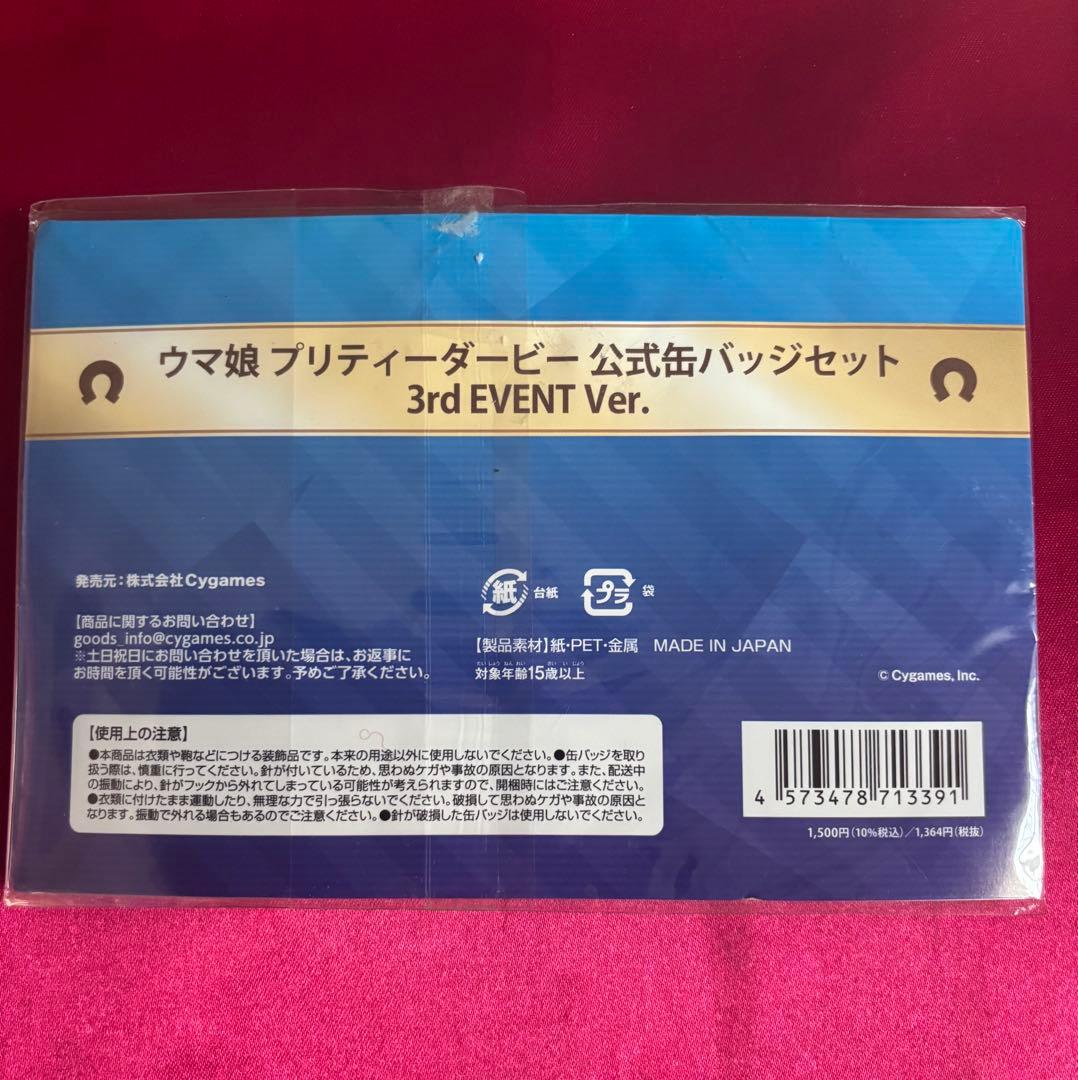 ウマ娘 プリティーダービー 公式缶バッジセット
3rd EVENT Ver.
発売元：株式会社Cygames
【商品に関するお問い合わせ】
goods_info@cygames.co.jp
※土日祝日にお問い合わせを頂いた場合は、お返事に
お時間を頂く可能性がございます。予めご了承ください。
紙 台紙
プラ 袋
【製品素材】紙・PET・金属 MADE IN JAPAN
たいしょうねんれい さいいじょう
対象年齢15歳以上
© Cygames, Inc.
【使用上の注意】
●本商品は衣類や鞄などにつける装飾品です。本来の用途以外に使用しないでください。●缶バッジを取り
扱う際は、慎重に行ってください。針が付いているため、思わぬケガや事故の原因となります。また、配送中
の振動により、針がフックから外れてしまっている可能性が考えられますので、開梱時にはご注意ください。
●衣類に付けたまま運動したり、無理な力で引っ張らないでください。破損して思わぬケガや事故の原因と
なります。振動で外れる場合もあるのでご注意ください。●針が破損した缶バッジは使用しないでください。
4 573478 713391
1,500円（10%税込）／1,364円（税抜）